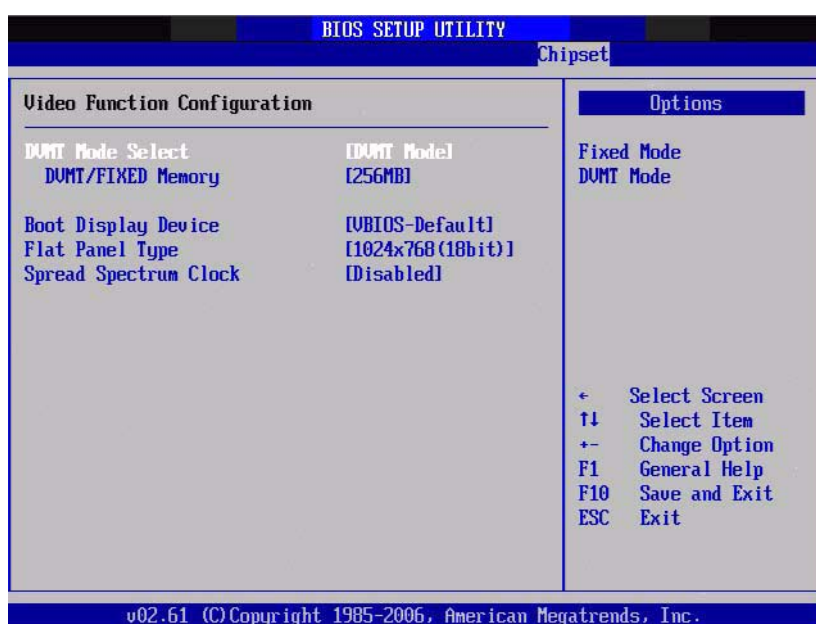 BIOS SETUP UTILITY
Chipset
Video Function Configuration
DVMT Mode Select [DVMT Mode]
DVMT/FIXED Memory [256MB]
Boot Display Device [VBIOS-Default]
Flat Panel Type [1024x768(18bit)]
Spread Spectrum Clock [Disabled]
Options
Fixed Mode
DVMT Mode
← Select Screen
↑↓ Select Item
+- Change Option
F1 General Help
F10 Save and Exit
ESC Exit
v02.61 (C)Copyright 1985-2006, American Megatrends, Inc.